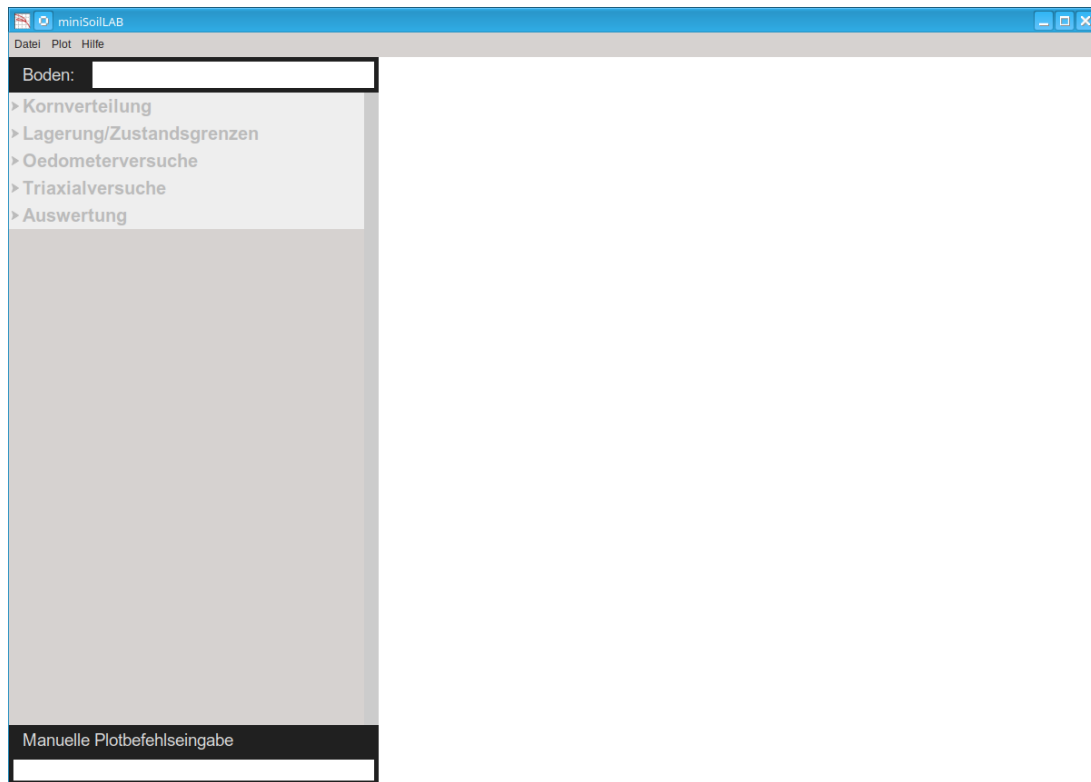 miniSoilLAB
Datei Plot Hilfe
Boden:
Kornverteilung
Lagerung/Zustandsgrenzen
Oedometerversuche
Triaxialversuche
Auswertung
Manuelle Plotbefehlseingabe